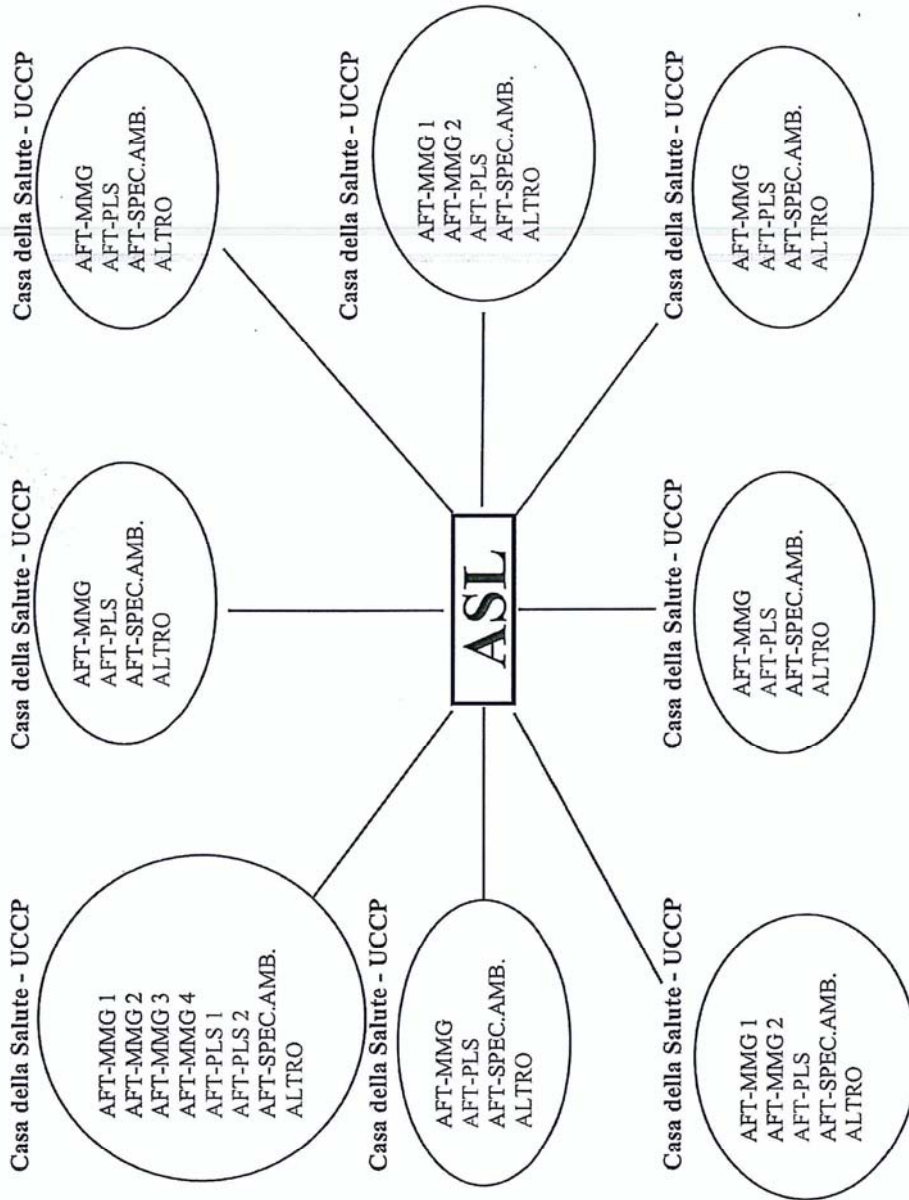 Casa della Salute - UCCP
AFT-MMG 1
AFT-MMG 2
AFT-MMG 3
AFT-MMG 4
AFT-PLS 1
AFT-PLS 2
AFT-SPEC.AMB.
ALTRO
Casa della Salute - UCCP
AFT-MMG
AFT-PLS
AFT-SPEC.AMB.
ALTRO
Casa della Salute - UCCP
AFT-MMG
AFT-PLS
AFT-SPEC.AMB.
ALTRO
Casa della Salute - UCCP
AFT-MMG
AFT-PLS
AFT-SPEC.AMB.
ALTRO
ASL
Casa della Salute - UCCP
AFT-MMG 1
AFT-MMG 2
AFT-PLS
AFT-SPEC.AMB.
ALTRO
Casa della Salute - UCCP
AFT-MMG 1
AFT-MMG 2
AFT-PLS
AFT-SPEC.AMB.
ALTRO
Casa della Salute - UCCP
AFT-MMG
AFT-PLS
AFT-SPEC.AMB.
ALTRO
Casa della Salute - UCCP
AFT-MMG
AFT-PLS
AFT-SPEC.AMB.
ALTRO